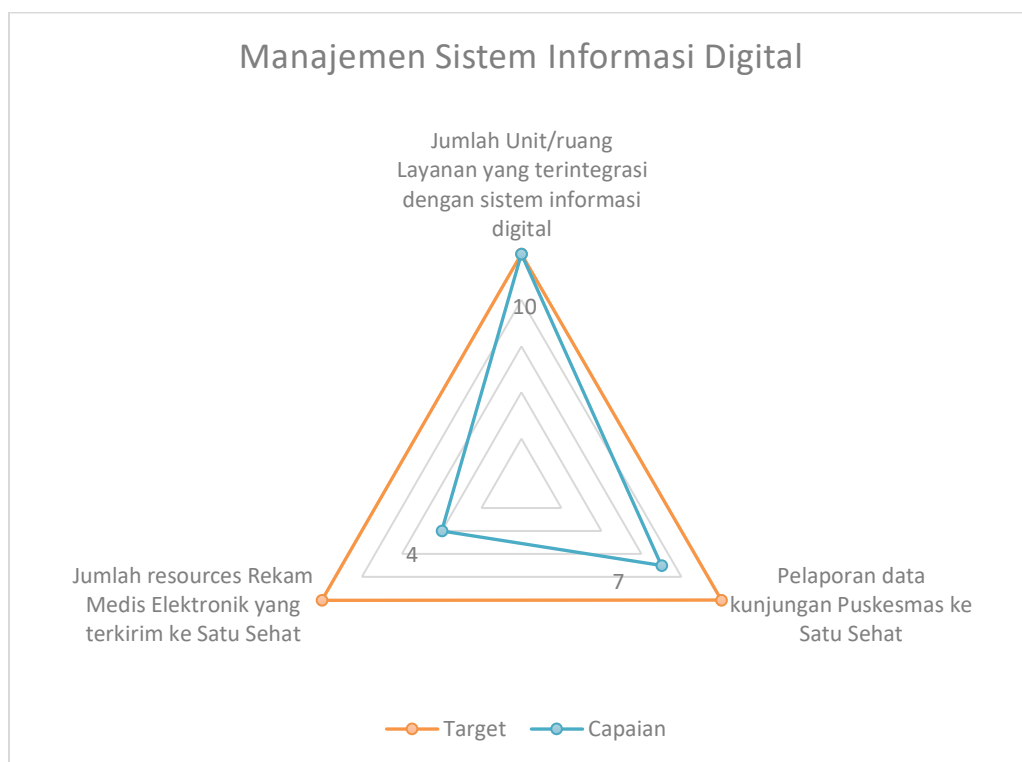 Manajemen Sistem Informasi Digital
Jumlah Unit/ruang
Layanan yang terintegrasi
dengan sistem informasi
digital
10
4
7
Jumlah resources Rekam
Medis Elektronik yang
terkirim ke Satu Sehat
Pelaporan data
kunjungan Puskesmas ke
Satu Sehat
Target
Capaian